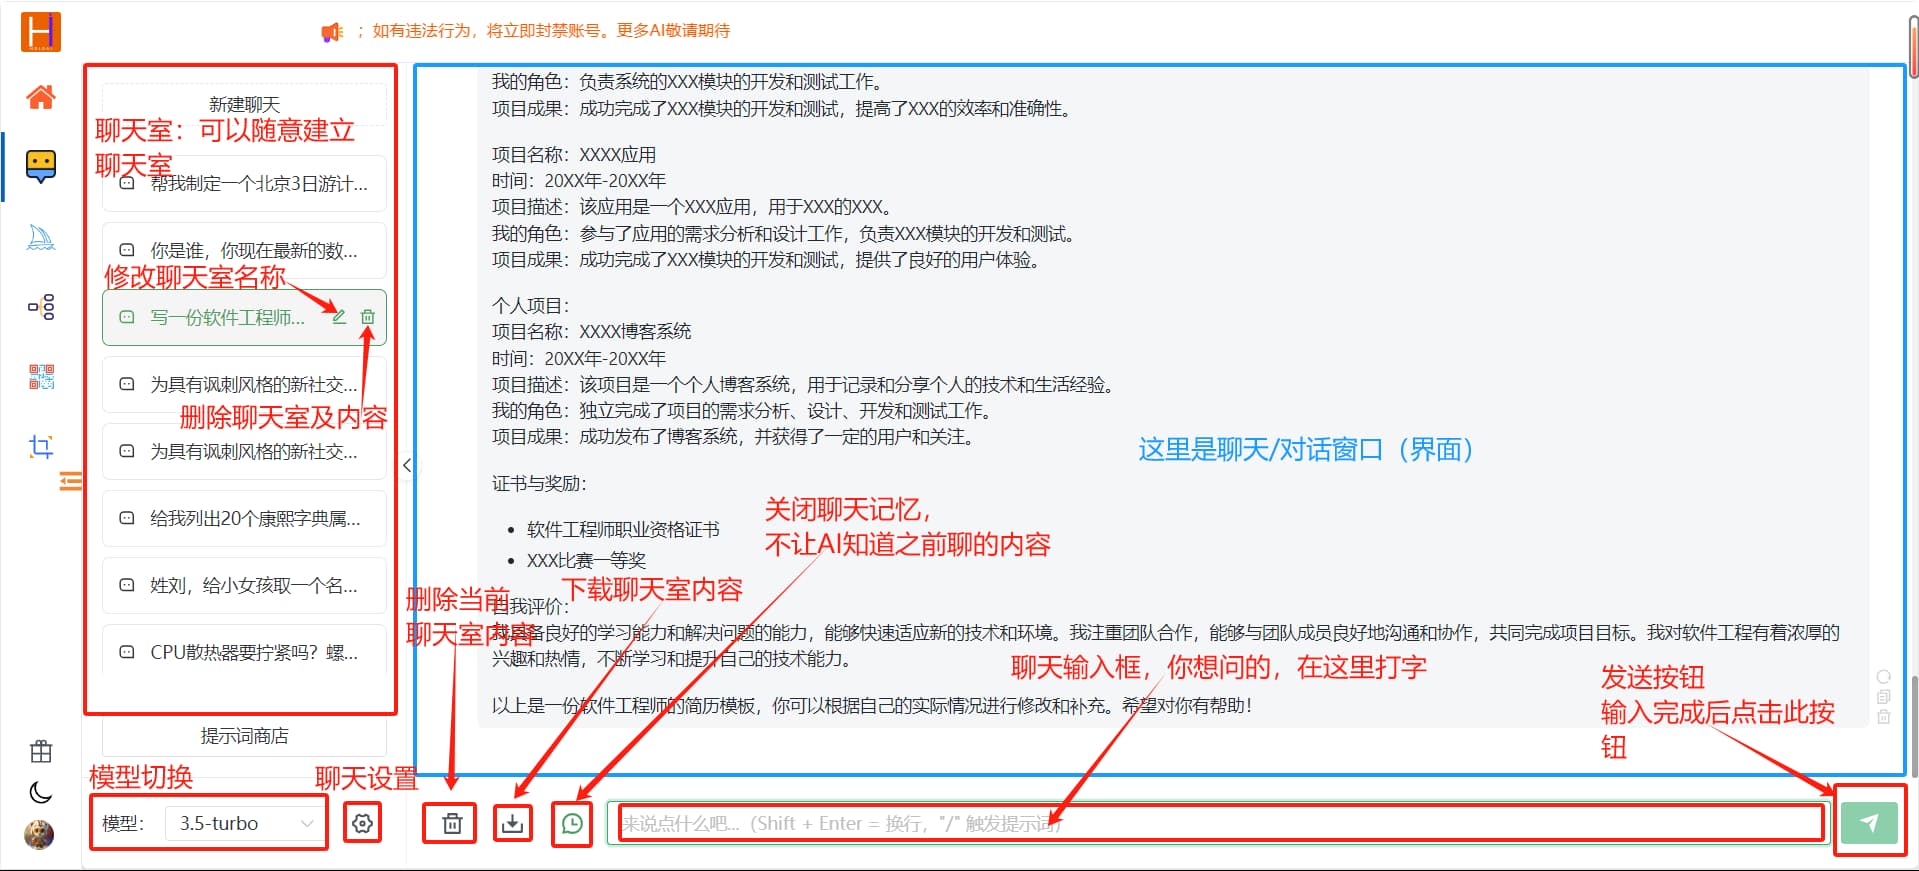 Hi
；如有违法行为，将立即封禁账号。更多AI敬请期待
新建聊天
聊天室：可以随意建立
聊天室
帮我制定一个北京3日游计...
你是谁，你现在最新的数...
修改聊天室名称
写一份软件工程师...
为具有讽刺风格的新社交...
删除聊天室及内容
为具有讽刺风格的新社交...
给我列出20个康熙字典属...
姓刘，给小女孩取一个名...
CPU散热器要拧紧吗？螺...
提示词商店
模型切换
聊天设置
模型：
3.5-turbo
我的角色：负责系统的XXX模块的开发和测试工作。
项目成果：成功完成了XXX模块的开发和测试，提高了XXX的效率和准确性。
项目名称：XXXX应用
时间：20XX年-20XX年
项目描述：该应用是一个XXX应用，用于XXX的XXX。
我的角色：参与了应用的需求分析和设计工作，负责XXX模块的开发和测试。
项目成果：成功完成了XXX模块的开发和测试，提供了良好的用户体验。
个人项目：
项目名称：XXXX博客系统
时间：20XX年-20XX年
项目描述：该项目是一个个人博客系统，用于记录和分享个人的技术和生活经验。
我的角色：独立完成了项目的需求分析、设计、开发和测试工作。
项目成果：成功发布了博客系统，并获得了一定的用户和关注。
这里是聊天/对话窗口（界面）
证书与奖励：
• 软件工程师职业资格证书
• XXX比赛一等奖
关闭聊天记忆，
不让AI知道之前聊的内容
下载聊天室内容
删除当前
聊天室内容
自我评价：
我具备良好的学习能力和解决问题的能力，能够快速适应新的技术和环境。我注重团队合作，能够与团队成员良好地沟通和协作，共同完成项目目标。我对软件工程有着浓厚的
兴趣和热情，不断学习和提升自己的技术能力。
聊天输入框，你想问的，在这里打字
以上是一份软件工程师的简历模板，你可以根据自己的实际情况进行修改和补充。希望对你有帮助！
发送按钮
输入完成后点击此按
钮
来说点什么吧...（Shift + Enter = 换行，"/" 触发提示词）